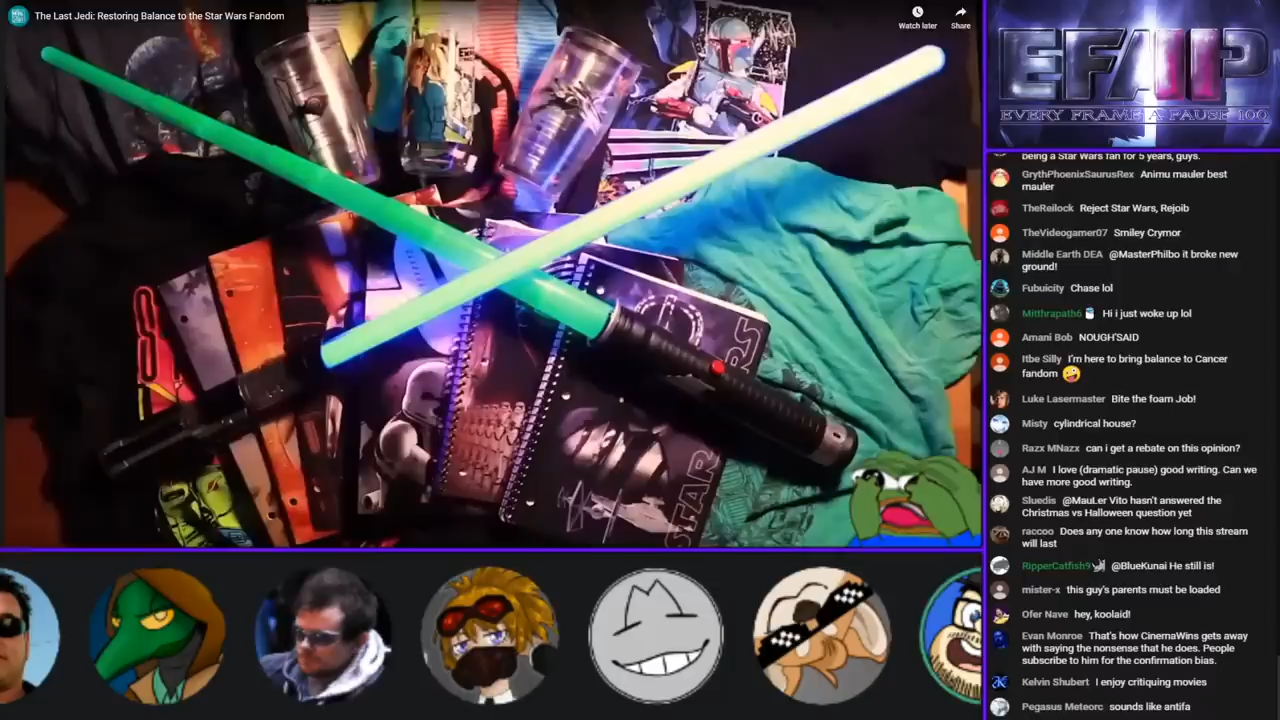 The Last Jedi: Restoring Balance to the Star Wars Fandom
Watch later
Share
EFAP
EVERY FRAME A PAUSE 100
being a Star Wars fan for 5 years, guys.
GrythPhoenixSaurusRex Animu mauler best
mauler
TheReilock Reject Star Wars, Rejoib
TheVideogamer07 Smiley Crymor
Middle Earth DEA @MasterPhilbo it broke new
ground!
Fubuicity Chase lol
Mitthrapath6 Hi i just woke up lol
Amani Bob NOUGH'SAID
Itbe Silly I'm here to bring balance to Cancer
fandom
Luke Lasermaster Bite the foam Job!
Misty cylindrical house?
Razx MNazz can i get a rebate on this opinion?
AJ M I love (dramatic pause) good writing. Can we
have more good writing.
Sluedis @MauLer Vito hasn't answered the
Christmas vs Halloween question yet
raccoo Does any one know how long this stream
will last
RipperCatfish9 @BlueKunai He still is!
mister-x this guy's parents must be loaded
Ofer Nave hey, koolaid!
Evan Monroe That's how CinemaWins gets away
with saying the nonsense that he does. People
subscribe to him for the confirmation bias.
Kelvin Shubert I enjoy critiquing movies
Pegasus Meteorc sounds like antifa
STAR